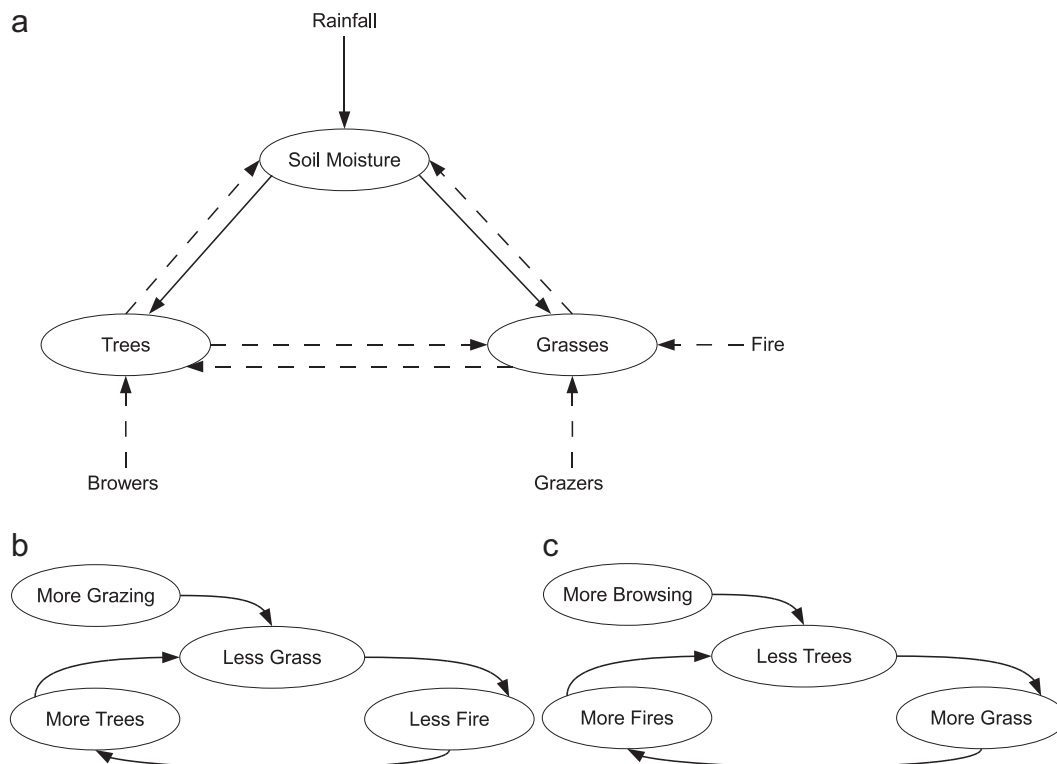 a
Rainfall
Soil Moisture
Trees
Grasses
Fire
Browers
Grazers
b
c
More Grazing
More Browsing
Less Grass
Less Trees
More Trees
Less Fire
More Fires
More Grass